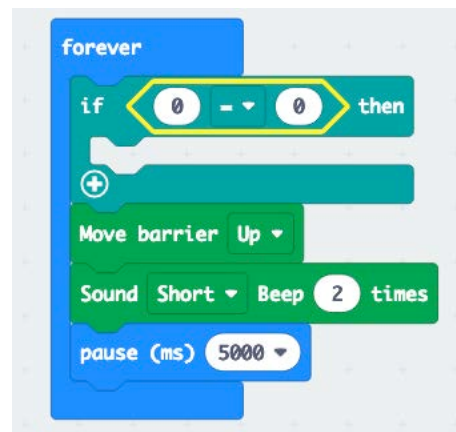 forever
if 0 = 0 then
Move barrier Up
Sound Short Beep 2 times
pause (ms) 5000